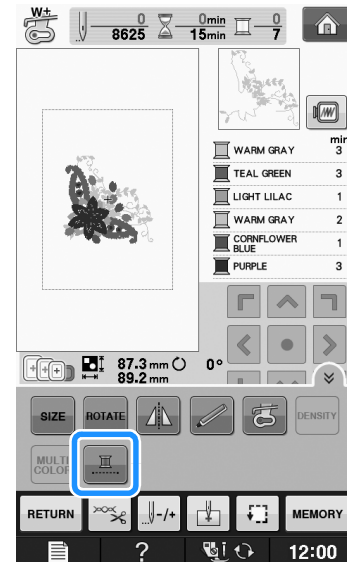 W+
0 0min 0
8625 15min 7
min
WARM GRAY 3
TEAL GREEN 3
LIGHT LILAC 1
WARM GRAY 2
CORNFLOWER
BLUE 1
PURPLE 3
87.3 mm 0°
89.2 mm
SIZE ROTATE DENSITY
MULTI
COLOR
RETURN -/+ MEMORY
? 12:00